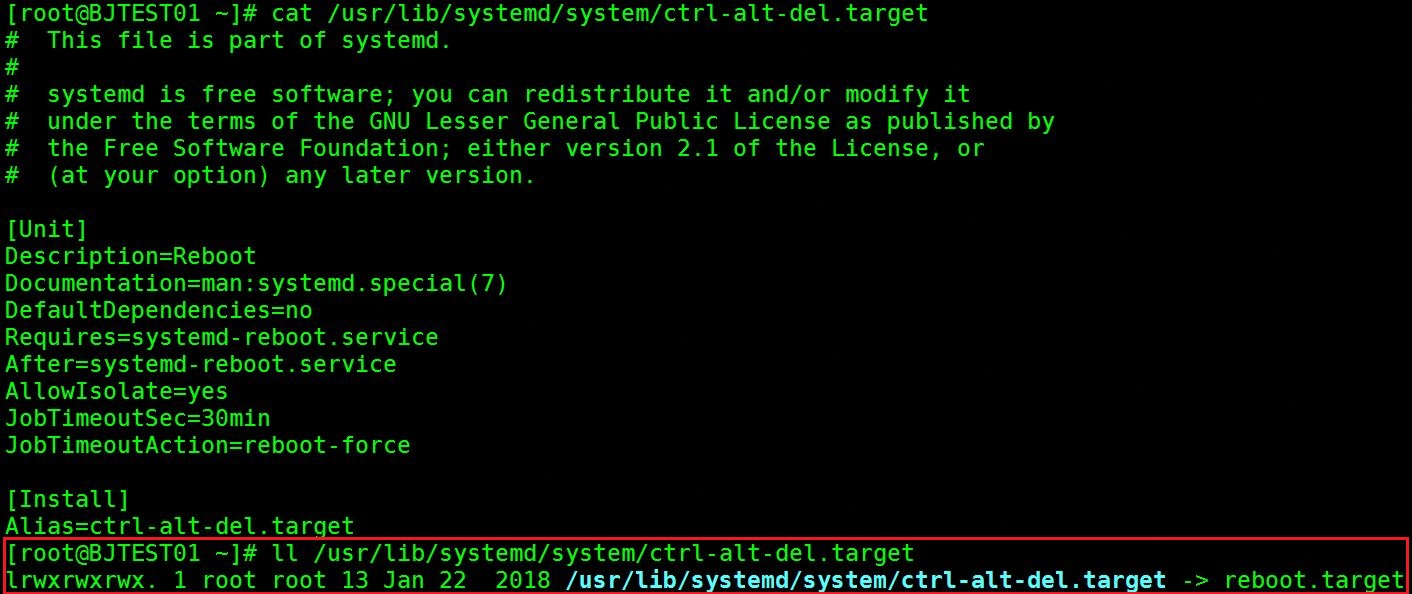 [root@BJTEST01 ~]# cat /usr/lib/systemd/system/ctrl-alt-del.target
#  This file is part of systemd.
#
#  systemd is free software; you can redistribute it and/or modify it
#  under the terms of the GNU Lesser General Public License as published by
#  the Free Software Foundation; either version 2.1 of the License, or
#  (at your option) any later version.

[Unit]
Description=Reboot
Documentation=man:systemd.special(7)
DefaultDependencies=no
Requires=systemd-reboot.service
After=systemd-reboot.service
AllowIsolate=yes
JobTimeoutSec=30min
JobTimeoutAction=reboot-force

[Install]
Alias=ctrl-alt-del.target
[root@BJTEST01 ~]# ll /usr/lib/systemd/system/ctrl-alt-del.target
lrwxrwxrwx. 1 root root 13 Jan 22  2018 /usr/lib/systemd/system/ctrl-alt-del.target -> reboot.target